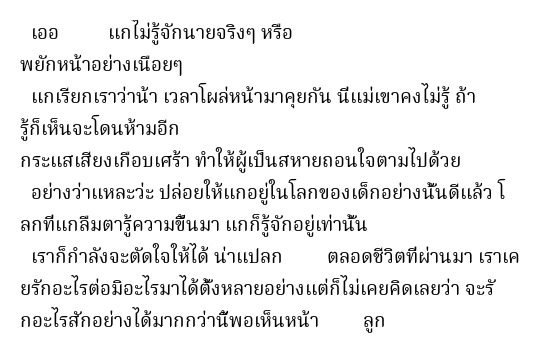 เออ แกไม่รู้จักนายจริงๆ หรือ
พยักหน้าอย่างเนือยๆ
แกเรียกเราว่าน้า เวลาโผล่หน้ามาคุยกัน นี่แม่เขาคงไม่รู้ ถ้า
รู้ก็เห็นจะโดนห้ามอีก
กระแสเสียงเกือบเศร้า ทำให้ผู้เป็นสหายถอนใจตามไปด้วย
อย่างว่าแหละว่ะ ปล่อยให้แกอยู่ในโลกของเด็กอย่างนั้นดีแล้ว โ
ลกที่แกลืมตารู้ความขึ้นมา แกก็รู้จักอยู่เท่านั้น
เราก็กำลังจะตัดใจให้ได้ น่าแปลก ตลอดชีวิตที่ผ่านมา เราเค
ยรักอะไรต่อมิอะไรมาได้ตั้งหลายอย่างแต่ก็ไม่เคยคิดเลยว่า จะรั
กอะไรสักอย่างได้มากกว่านี้พอเห็นหน้า ลูก